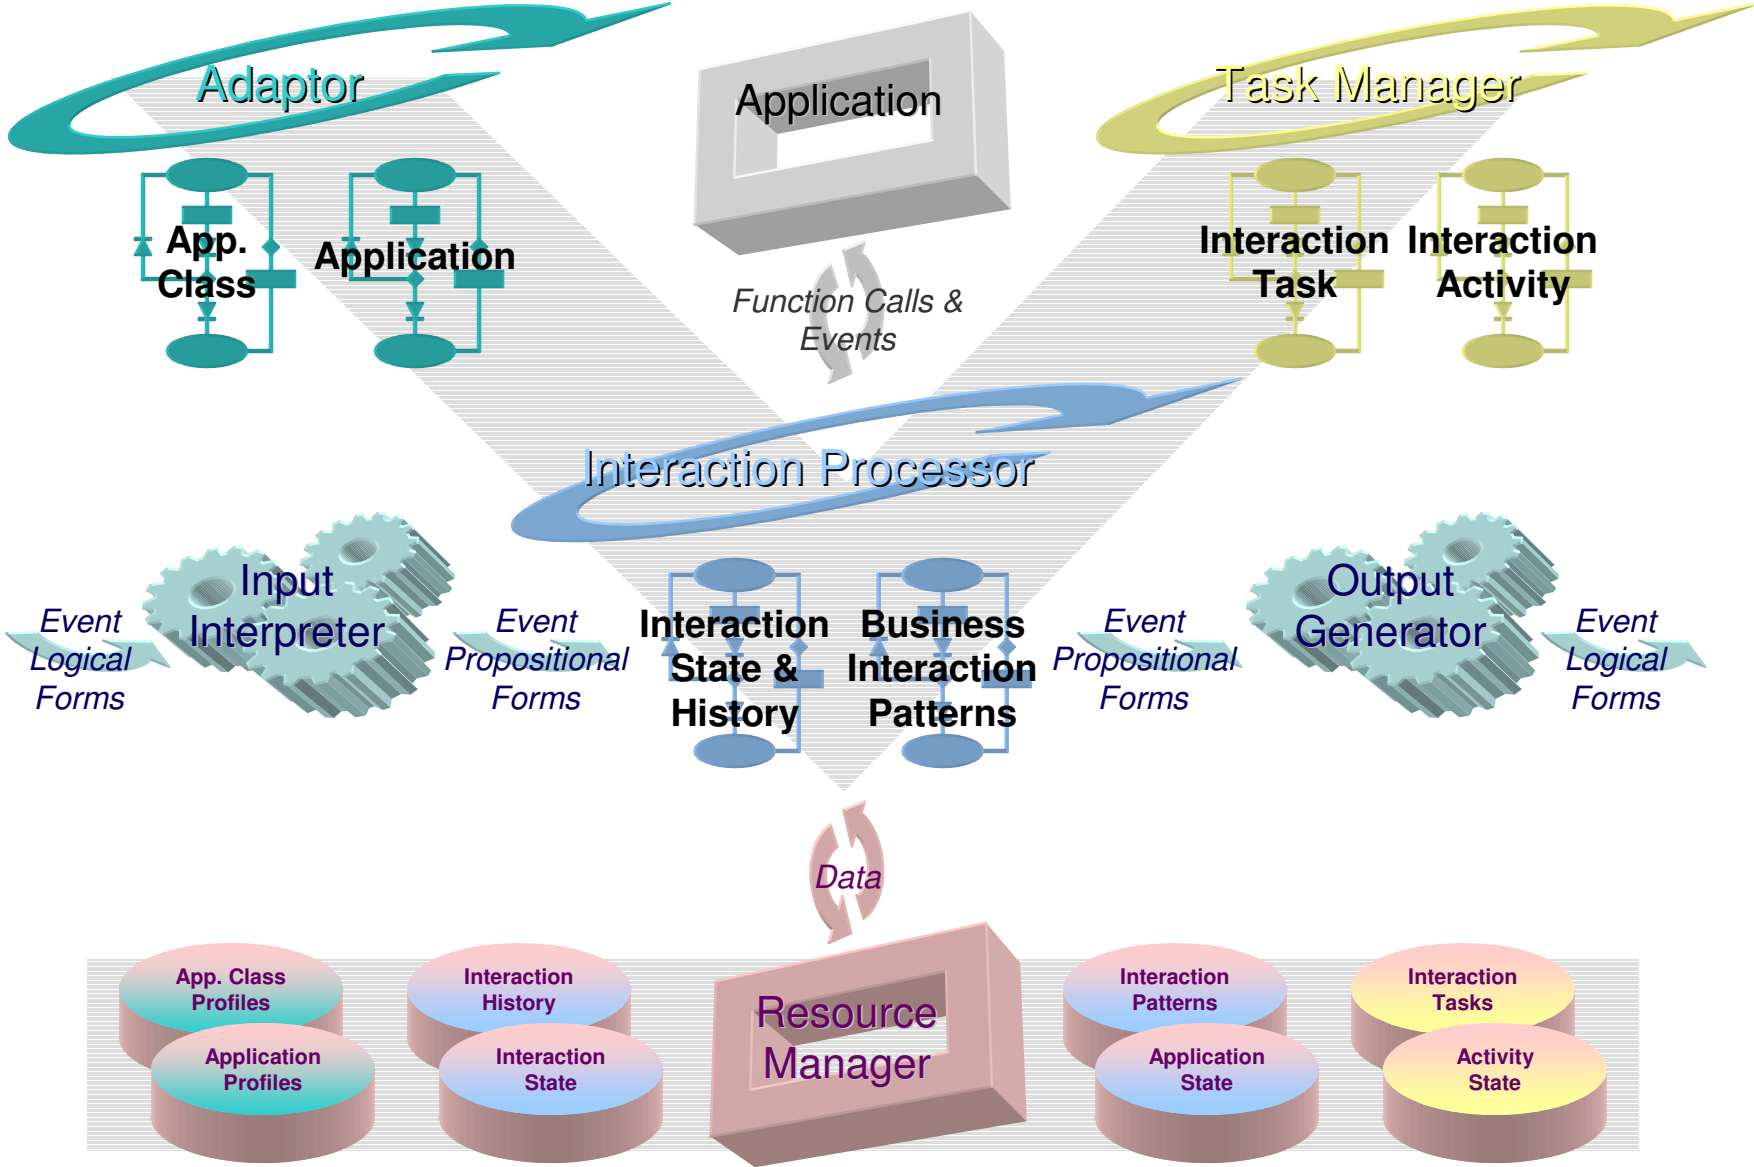 Adaptor
Application
Task Manager
App.
Class
Application
Interaction
Task
Interaction
Activity
Function Calls &
Events
Interaction Processor
Event
Logical
Forms
Input
Interpreter
Event
Propositional
Forms
Interaction
State &
History
Business
Interaction
Patterns
Event
Propositional
Forms
Output
Generator
Event
Logical
Forms
Data
App. Class
Profiles
Interaction
History
Resource
Manager
Interaction
Patterns
Interaction
Tasks
Application
Profiles
Interaction
State
Application
State
Activity
State